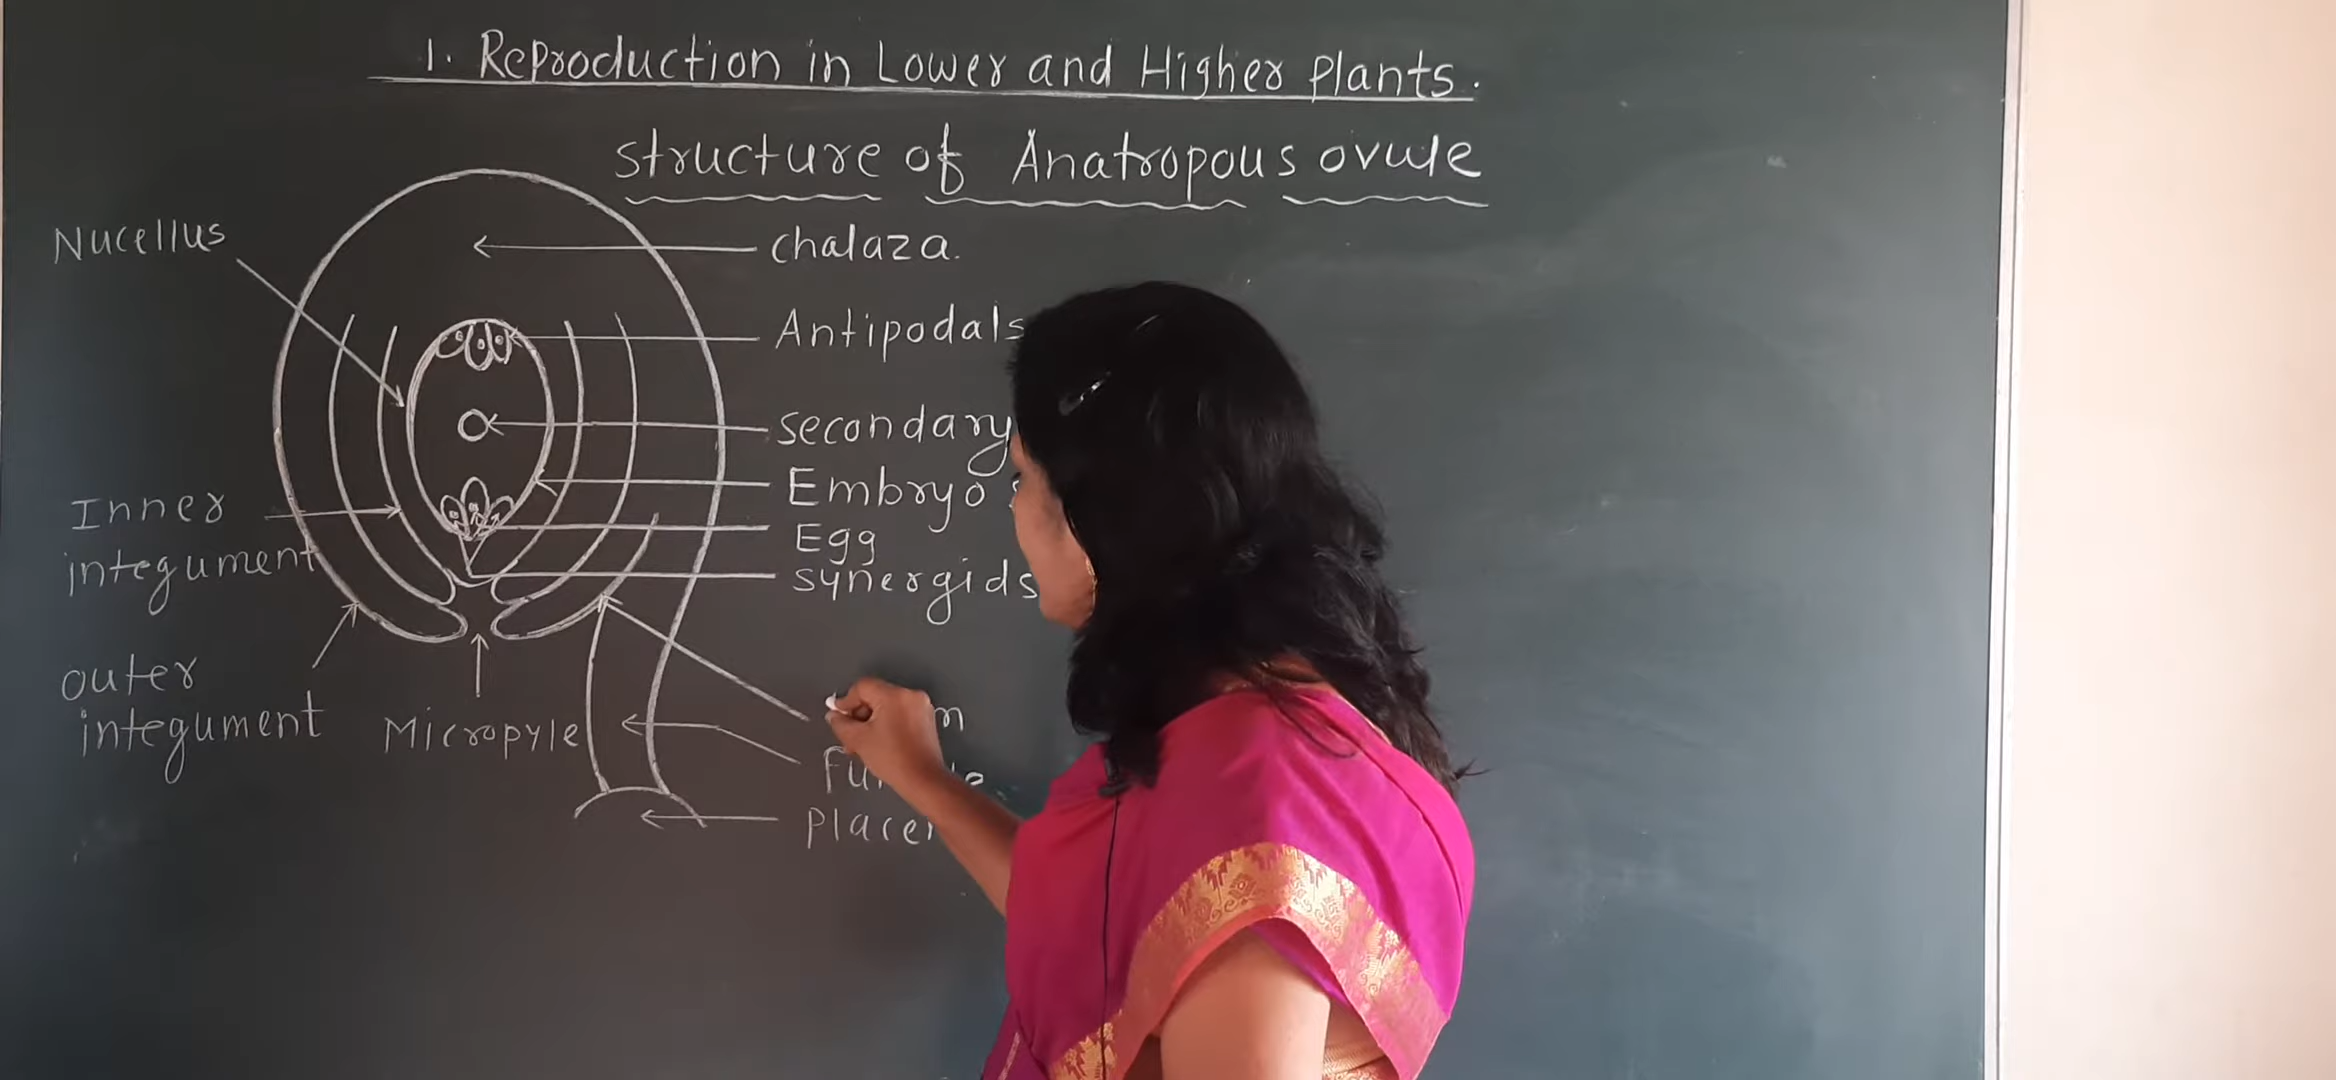 1. Reproduction in Lower and Higher Plants.
structure of Anatropous ovule
Nucellus
chalaza.
Antipodals
secondary
Embryo
Inner
integument
Egg
synergids
outer
integument
Micropyle